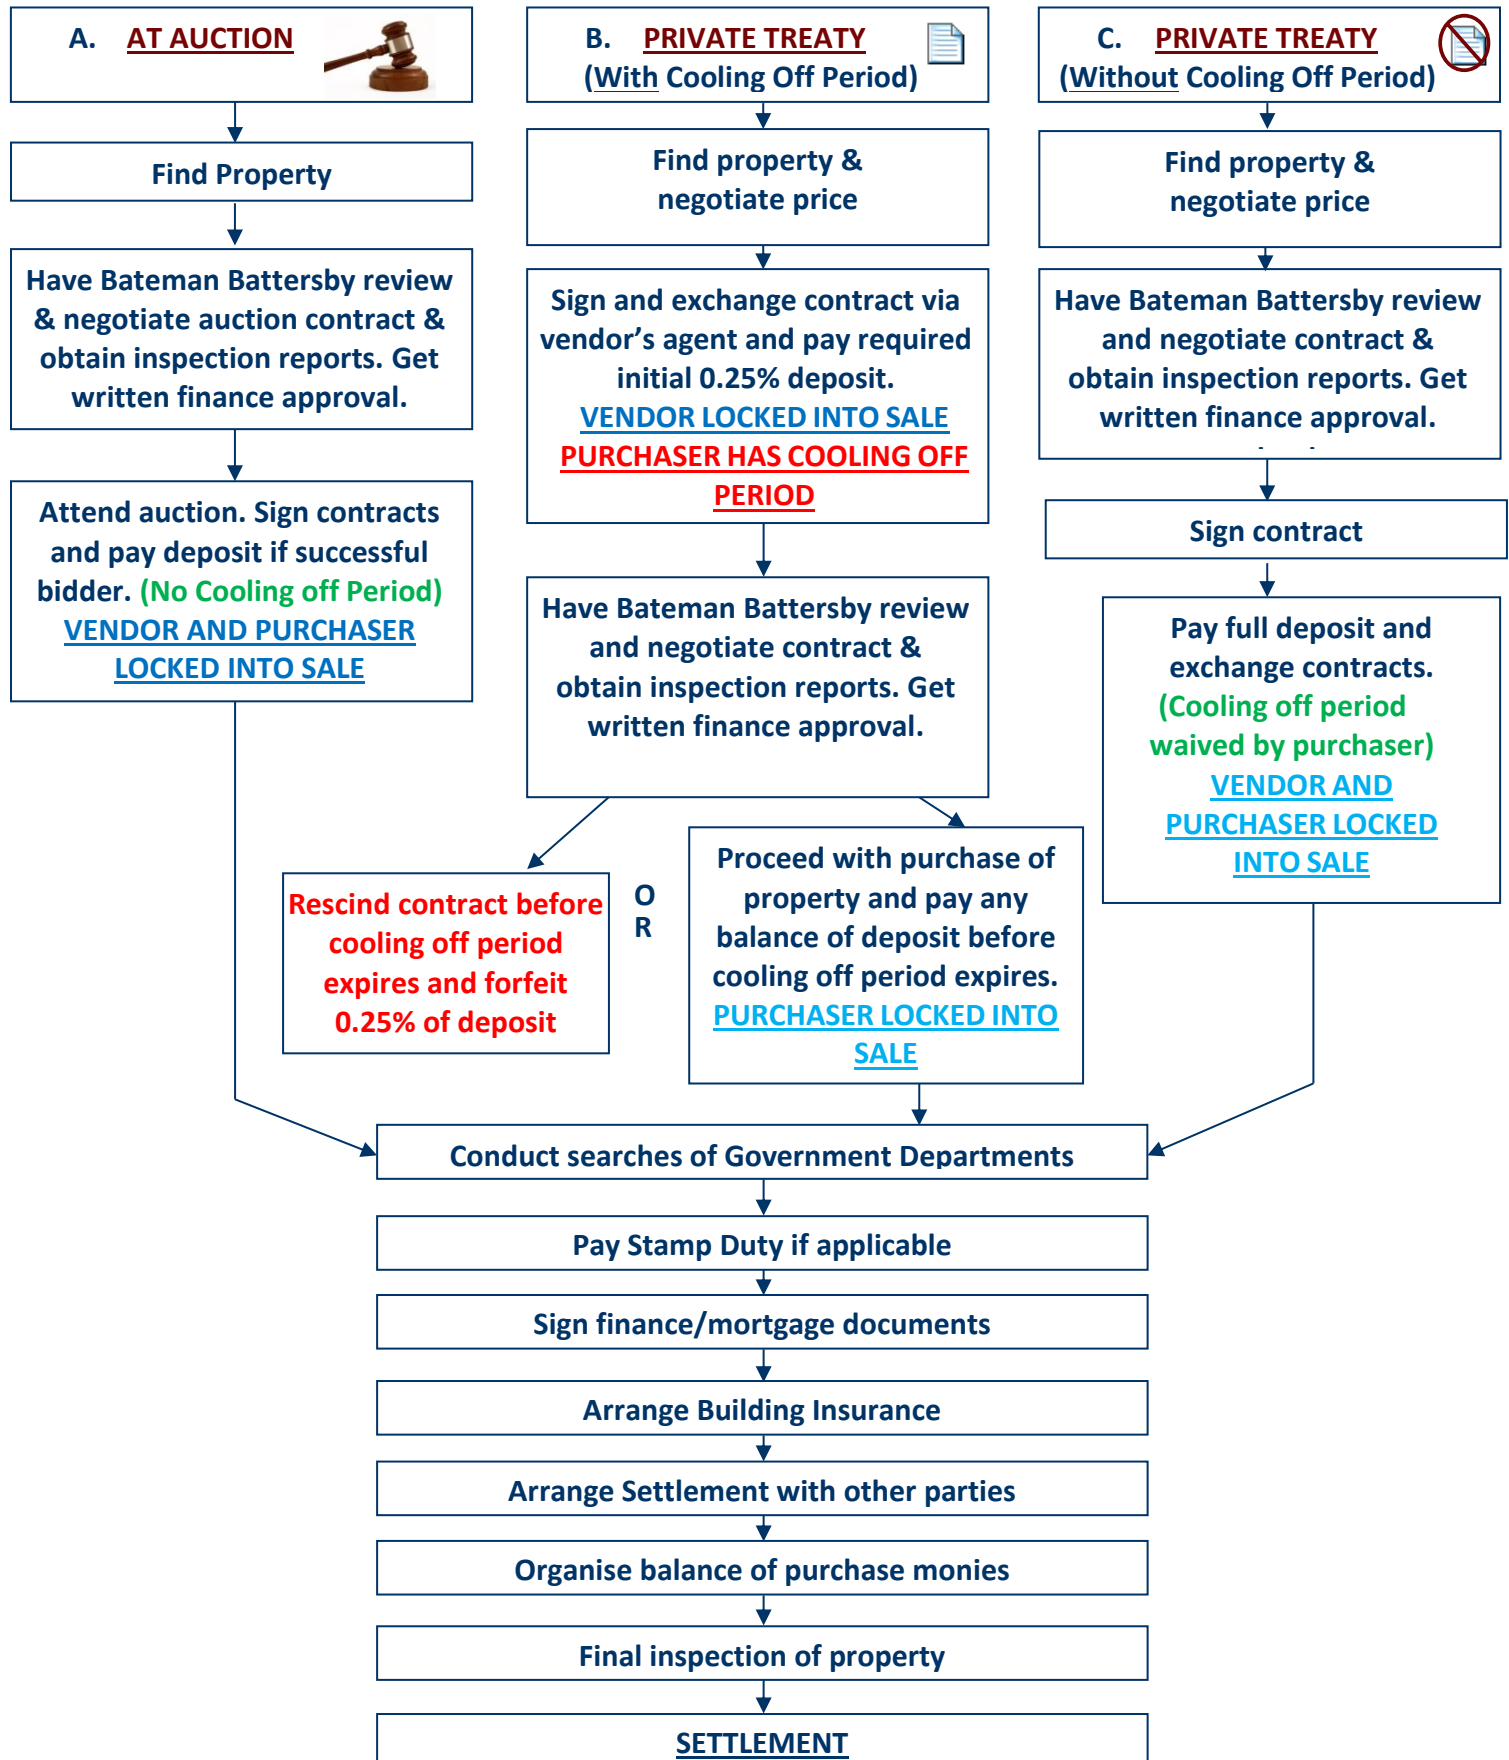 A. AT AUCTION
Find Property
Have Bateman Battersby review
& negotiate auction contract &
obtain inspection reports. Get
written finance approval.
Attend auction. Sign contracts
and pay deposit if successful
bidder. (No Cooling off Period)
VENDOR AND PURCHASER
LOCKED INTO SALE
B. PRIVATE TREATY
(With Cooling Off Period)
Find property &
negotiate price
Sign and exchange contract via
vendor’s agent and pay required
initial 0.25% deposit.
VENDOR LOCKED INTO SALE
PURCHASER HAS COOLING OFF
PERIOD
Have Bateman Battersby review
and negotiate contract &
obtain inspection reports. Get
written finance approval.
Rescind contract before
cooling off period
expires and forfeit
0.25% of deposit
O
R
Proceed with purchase of
property and pay any
balance of deposit before
cooling off period expires.
PURCHASER LOCKED INTO
SALE
C. PRIVATE TREATY
(Without Cooling Off Period)
Find property &
negotiate price
Have Bateman Battersby review
and negotiate contract &
obtain inspection reports. Get
written finance approval.
Sign contract
Pay full deposit and
exchange contracts.
(Cooling off period
waived by purchaser)
VENDOR AND
PURCHASER LOCKED
INTO SALE
Conduct searches of Government Departments
Pay Stamp Duty if applicable
Sign finance/mortgage documents
Arrange Building Insurance
Arrange Settlement with other parties
Organise balance of purchase monies
Final inspection of property
SETTLEMENT